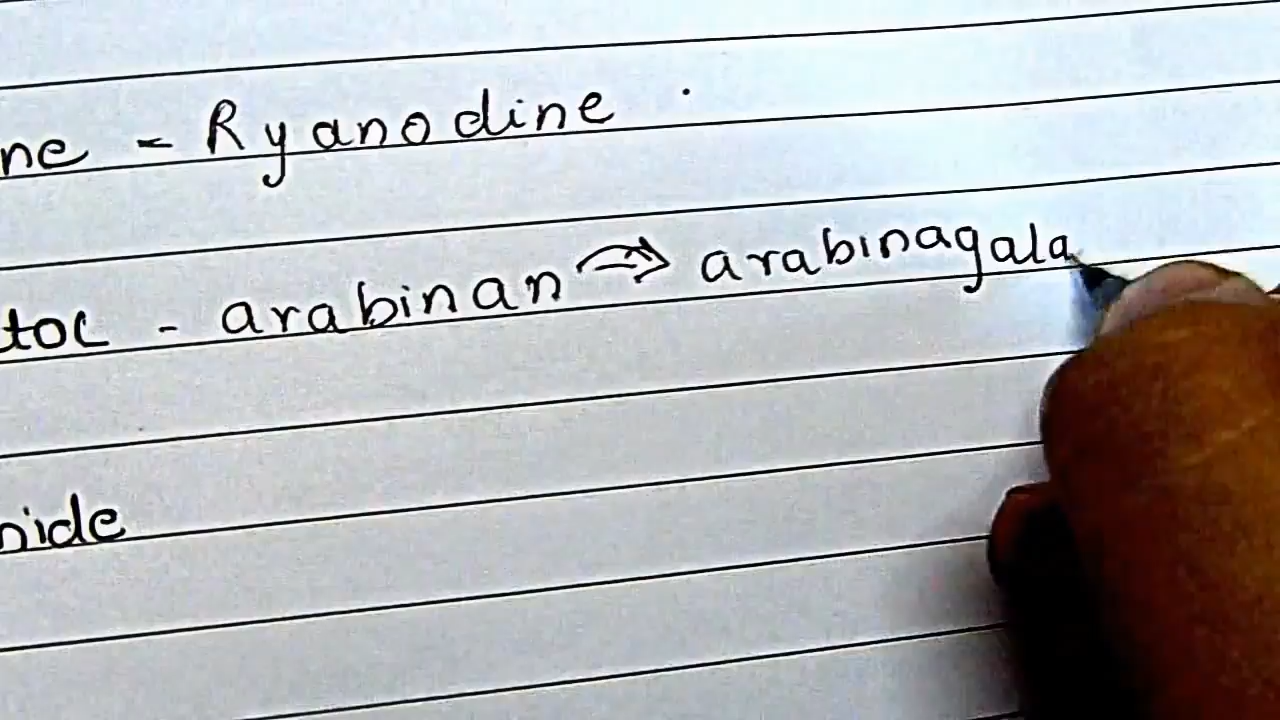 ne - Ryanodine .
toc - arabinan ⇒ arabinagala
nide